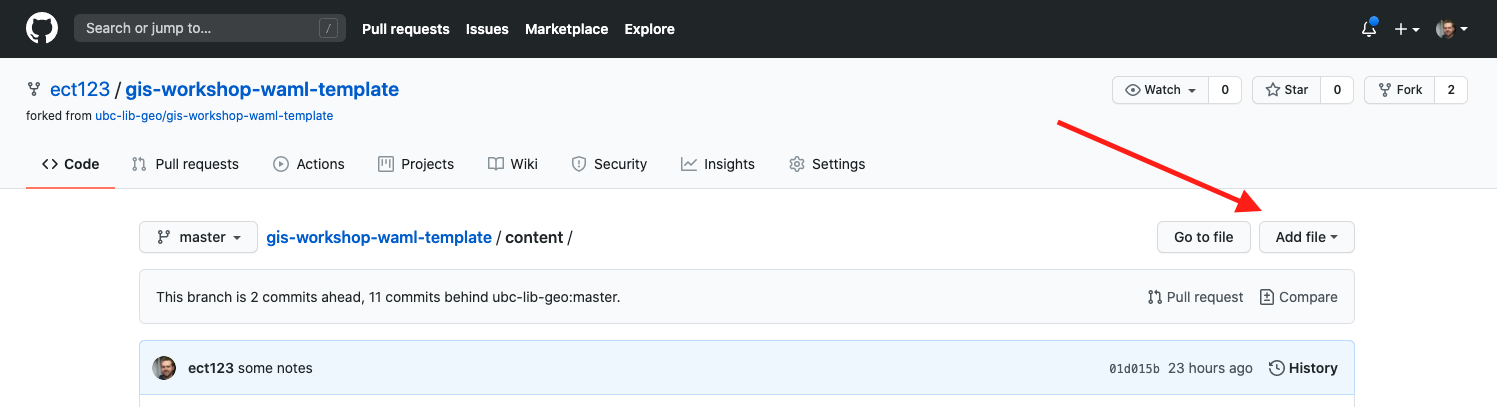 Search or jump to... / Pull requests Issues Marketplace Explore
ect123 / gis-workshop-waml-template Watch 0 Star 0 Fork 2
forked from ubc-lib-geo/gis-workshop-waml-template
Code Pull requests Actions Projects Wiki Security Insights Settings
master gis-workshop-waml-template / content / Go to file Add file
This branch is 2 commits ahead, 11 commits behind ubc-lib-geo:master. Pull request Compare
ect123 some notes 01d015b 23 hours ago History